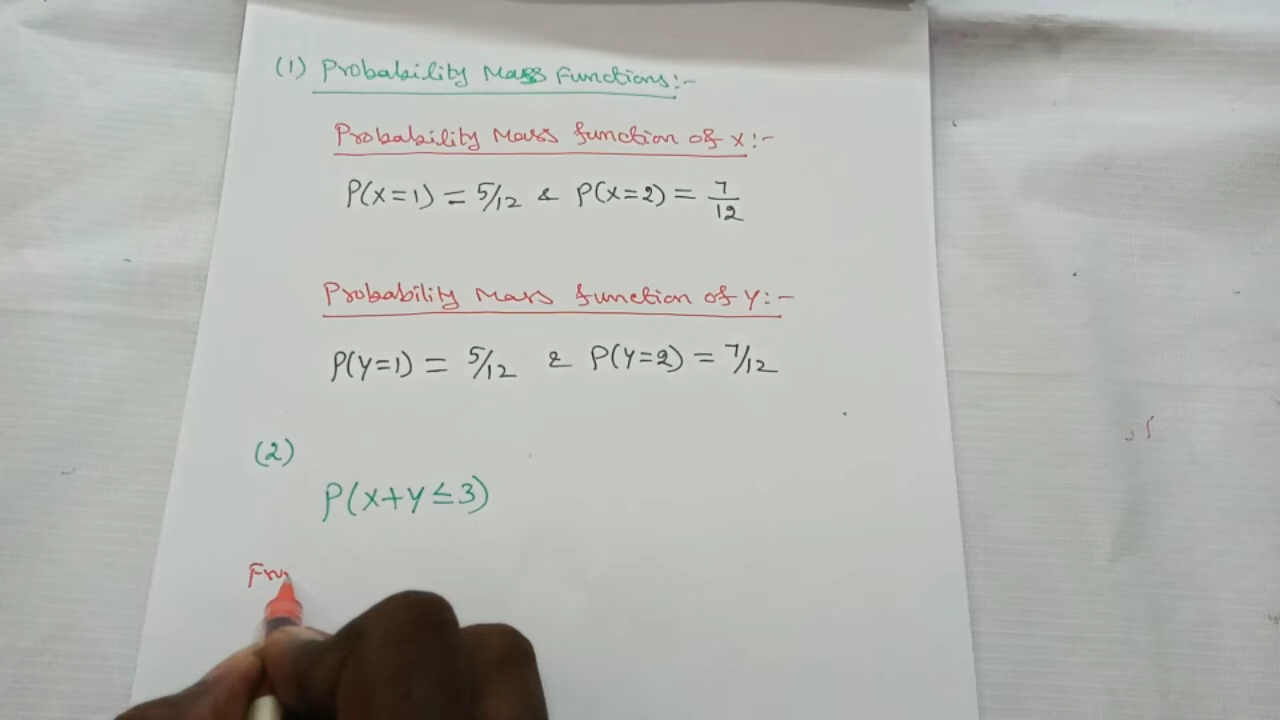 (1) Probability Mass Functions:-
Probability Mass function of X:-
P(X=1) = 5/12 & P(X=2) = 7/12
Probability Mass function of Y:-
P(Y=1) = 5/12 & P(Y=2) = 7/12
(2)
P(X+Y≤3)